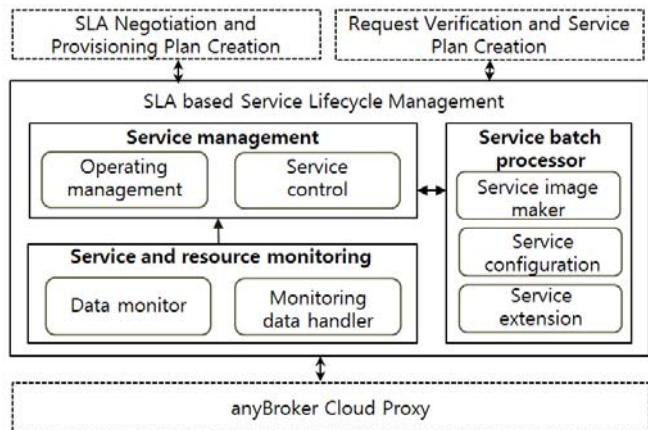 SLA Negotiation and
Provisioning Plan Creation
Request Verification and Service
Plan Creation
SLA based Service Lifecycle Management
Service management
Operating
management
Service
control
Service batch
processor
Service image
maker
Service
configuration
Service
extension
Service and resource monitoring
Data monitor
Monitoring
data handler
anyBroker Cloud Proxy